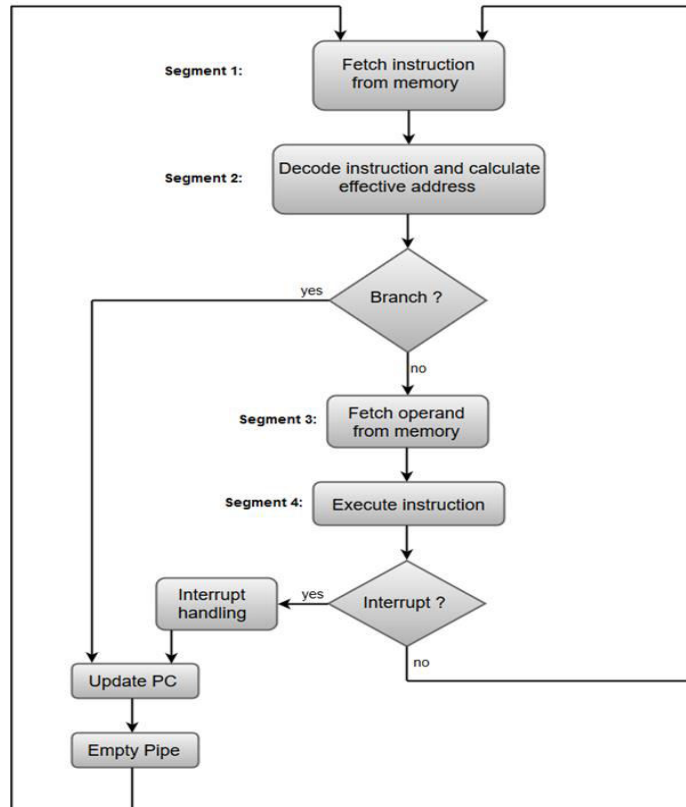 Segment 1:
Fetch instruction
from memory
Segment 2:
Decode instruction and calculate
effective address
yes
Branch ?
no
Segment 3:
Fetch operand
from memory
Segment 4:
Execute instruction
Interrupt
handling
yes
Interrupt ?
no
Update PC
Empty Pipe